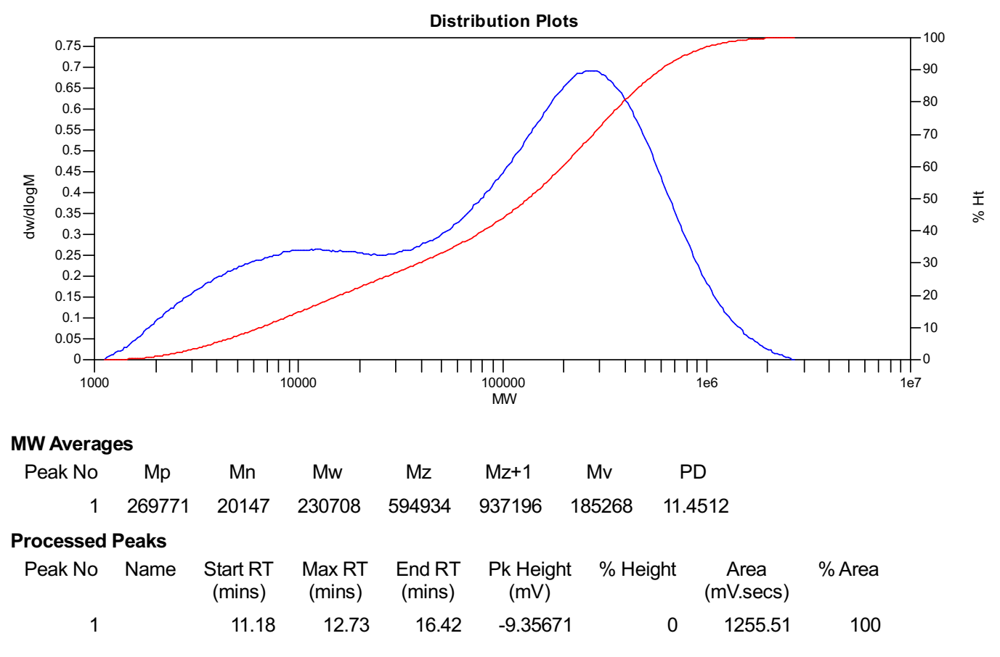 Distribution Plots
dw/dlogM
0.75
0.7
0.65
0.6
0.55
0.5
0.45
0.4
0.35
0.3
0.25
0.2
0.15
0.1
0.05
0
100
90
80
70
60
50
40
30
20
10
0
% Ht
1000 10000 100000 1e6 1e7
MW
MW Averages
Peak No Mp Mn Mw Mz Mz+1 Mv PD
1 269771 20147 230708 594934 937196 185268 11.4512
Processed Peaks
Peak No Name Start RT Max RT End RT Pk Height % Height Area % Area
(mins) (mins) (mins) (mV) (mV.secs)
1 11.18 12.73 16.42 -9.35671 0 1255.51 100